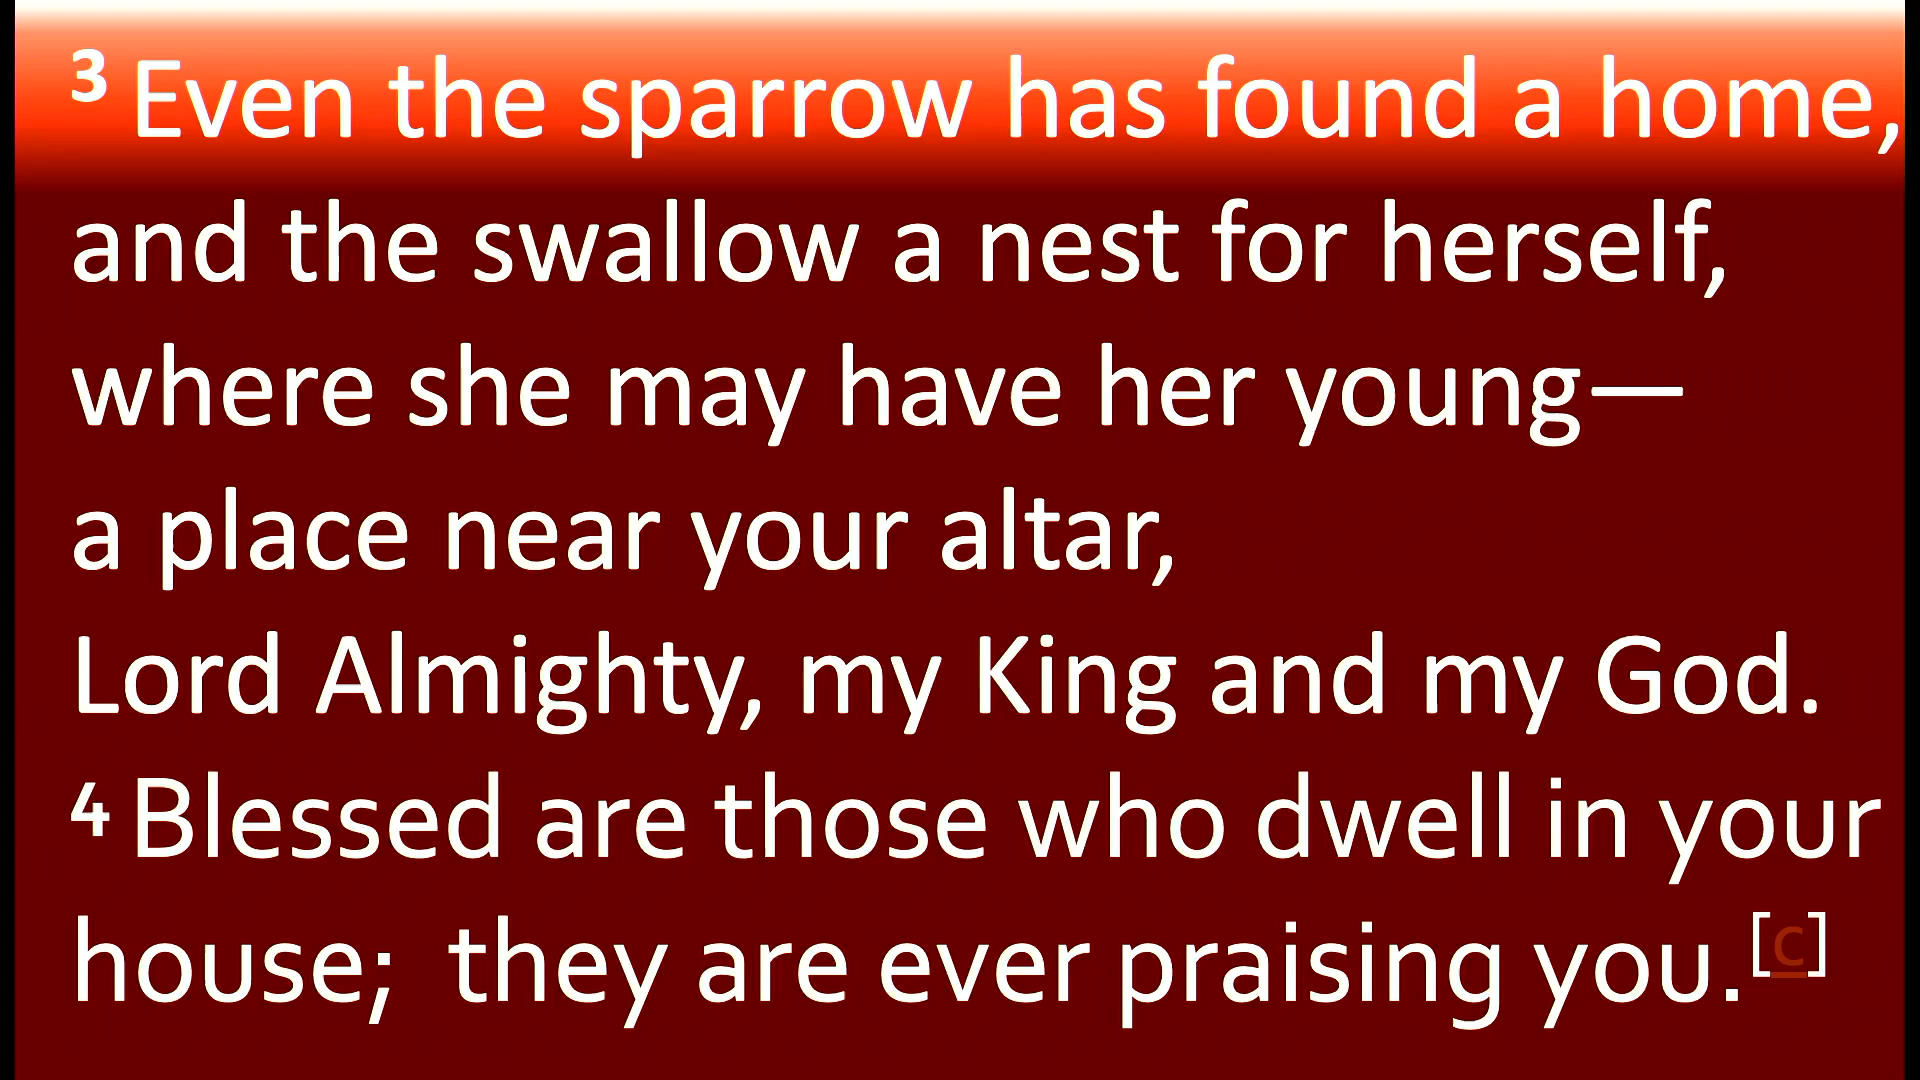 3 Even the sparrow has found a home,
and the swallow a nest for herself,
where she may have her young—
a place near your altar,
Lord Almighty, my King and my God.
4 Blessed are those who dwell in your
house;  they are ever praising you.[c]